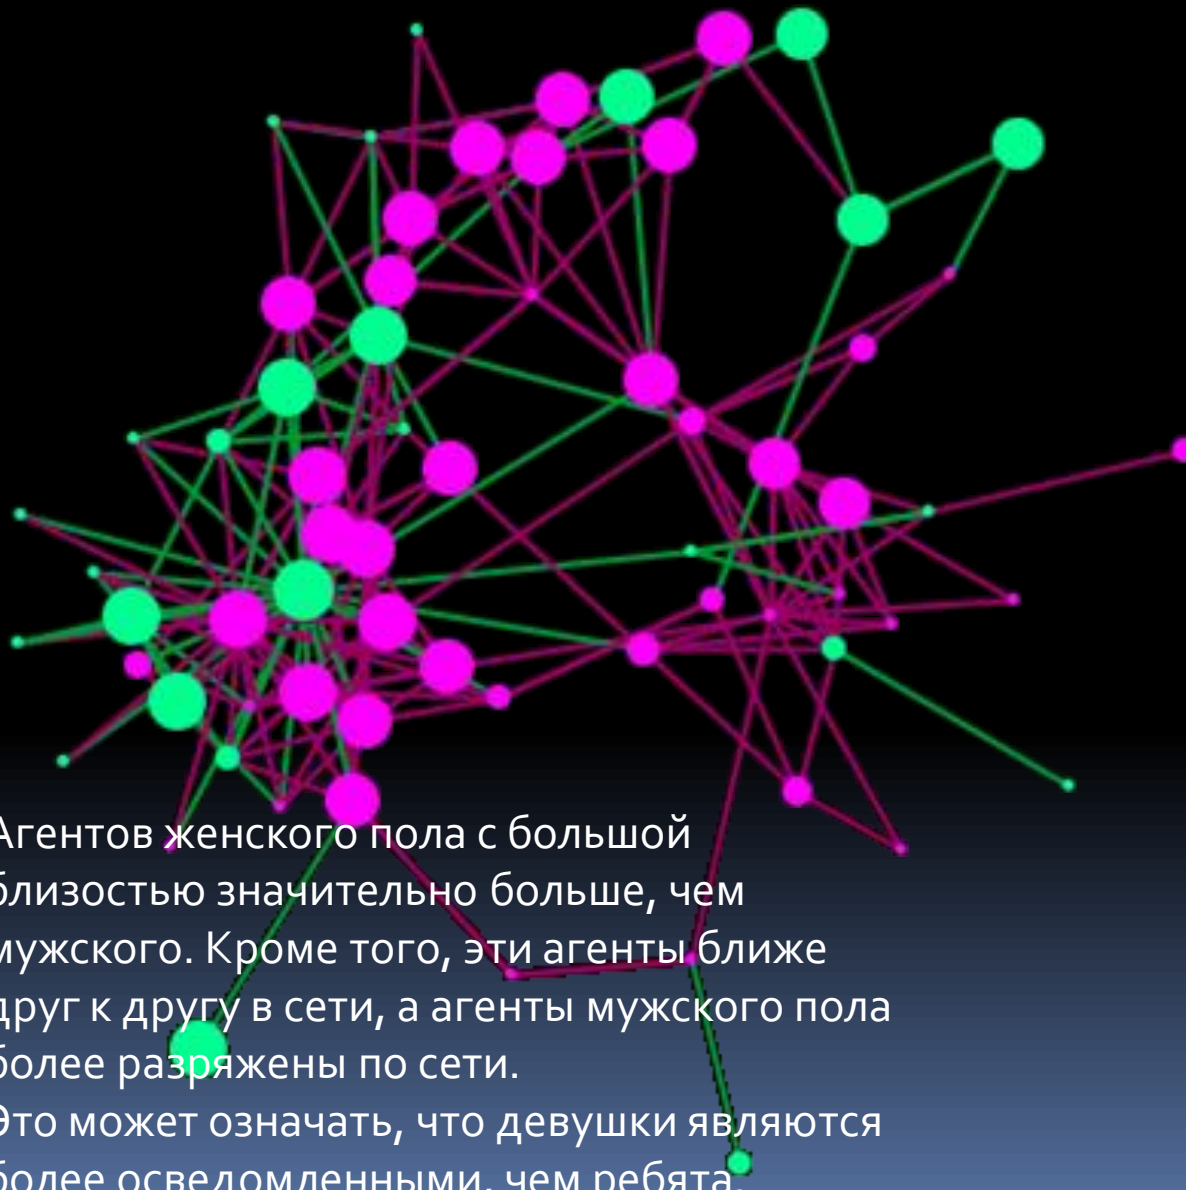 Агентов женского пола с большой
близостью значительно больше, чем
мужского. Кроме того, эти агенты ближе
друг к другу в сети, а агенты мужского пола
более разряжены по сети.
Это может означать, что девушки являются
более осведомленными, чем ребята.